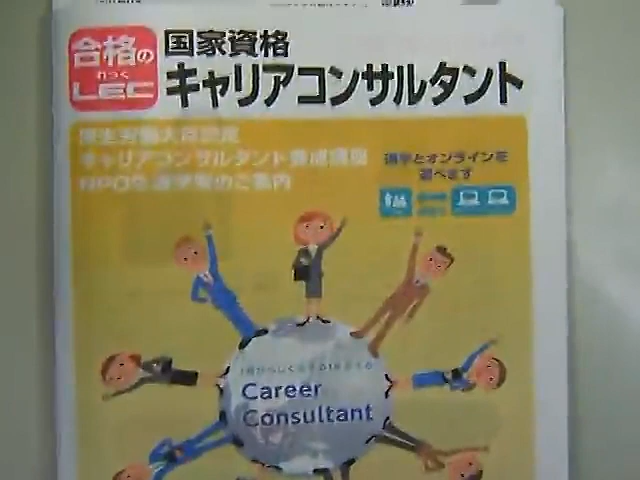 合格の
れっく
LEC
国家資格
キャリアコンサルタント
厚生労働大臣認定
キャリアコンサルタント養成講座
通学とオンラインを
選べます
Career
Consultant